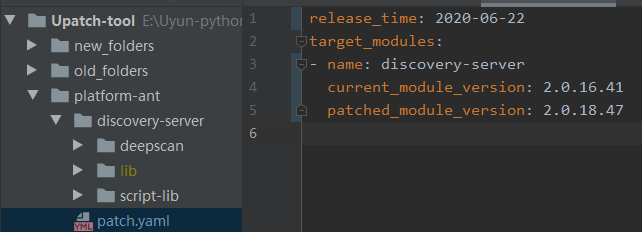 Upatch-tool E:\Uyun-python
new_folders
old_folders
platform-ant
discovery-server
deepscan
lib
script-lib
YML patch.yaml
1 release_time: 2020-06-22
2 target_modules:
3 - name: discovery-server
4 current_module_version: 2.0.16.41
5 patched_module_version: 2.0.18.47
6